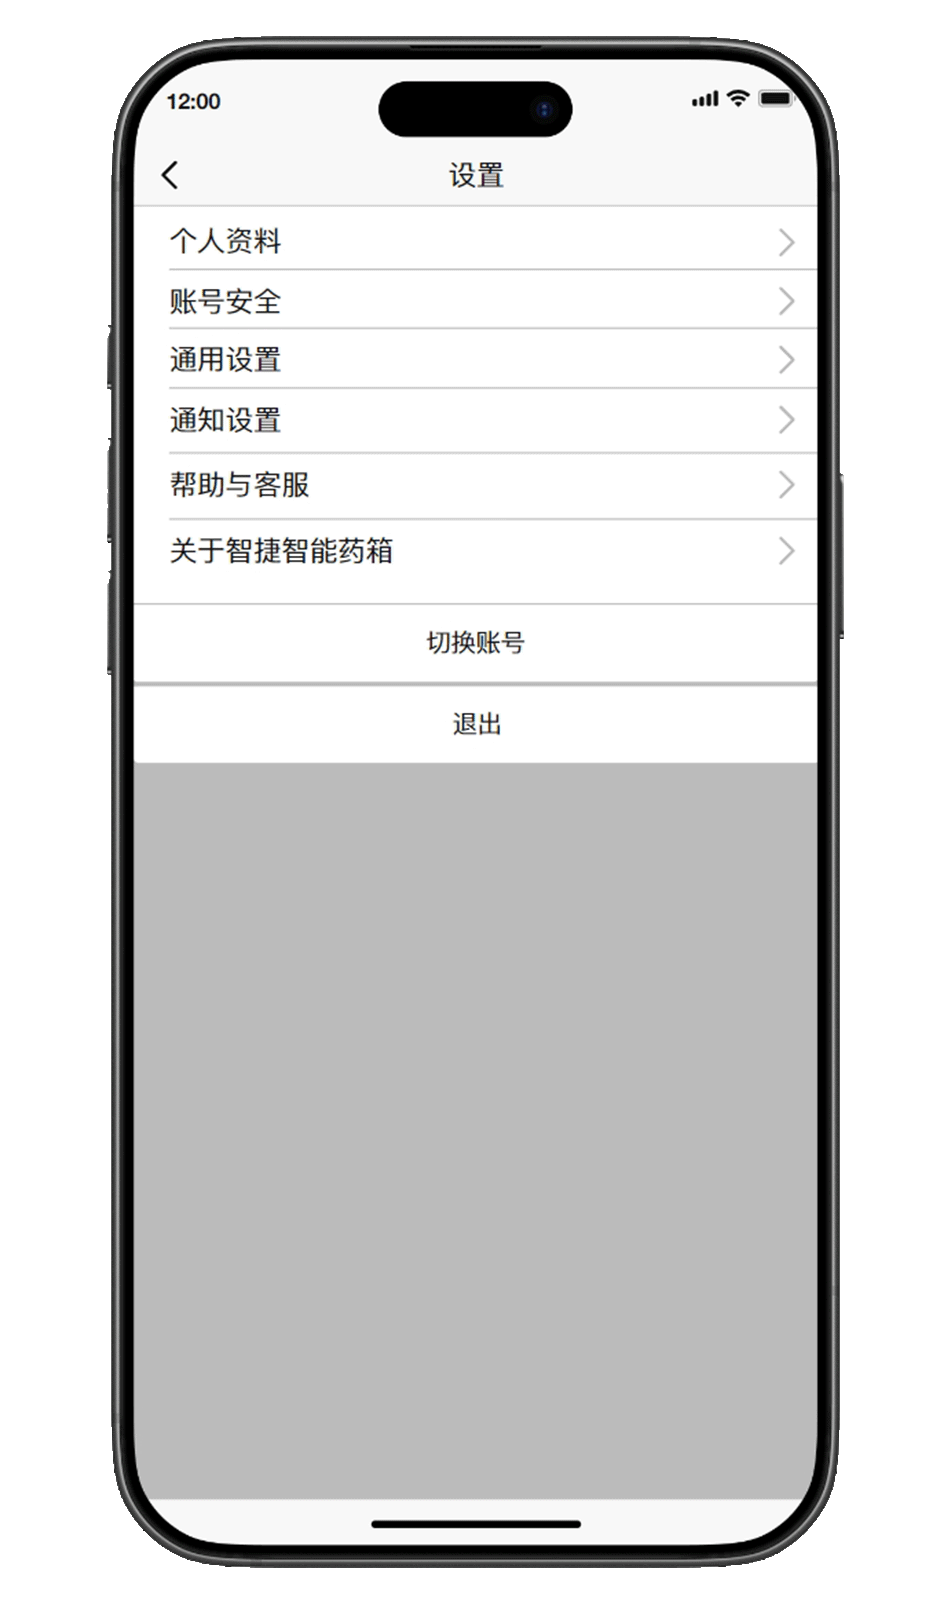 12:00
设置
个人资料
账号安全
通用设置
通知设置
帮助与客服
关于智捷智能药箱
切换账号
退出